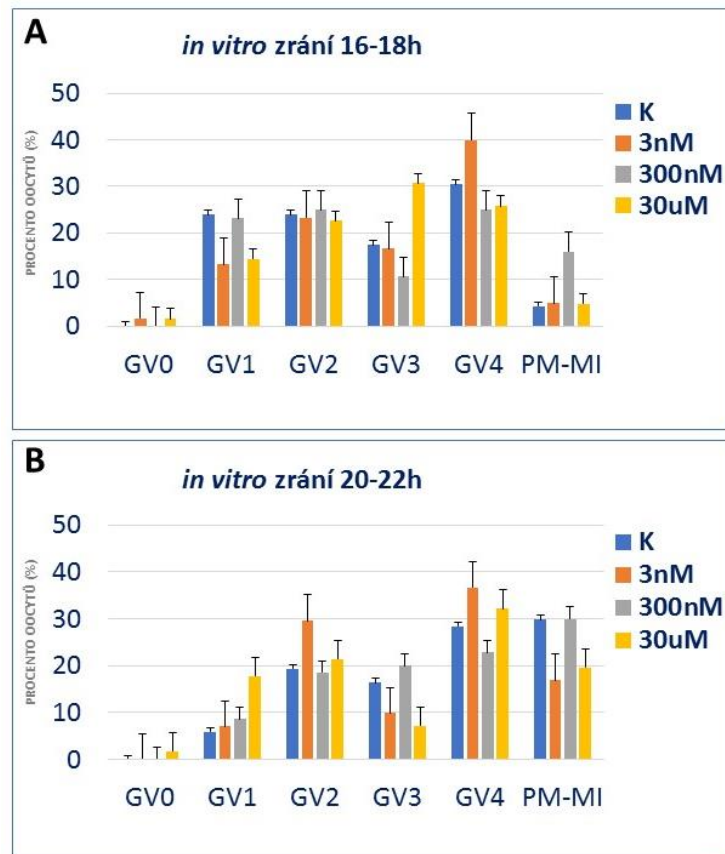 A
in vitro zrání 16-18h
PROCENTO OOCYTŮ (%)
50
40
30
20
10
0
GV0 GV1 GV2 GV3 GV4 PM-MI
K
3nM
300nM
30uM
B
in vitro zrání 20-22h
PROCENTO OOCYTŮ (%)
50
40
30
20
10
0
GV0 GV1 GV2 GV3 GV4 PM-MI
K
3nM
300nM
30uM